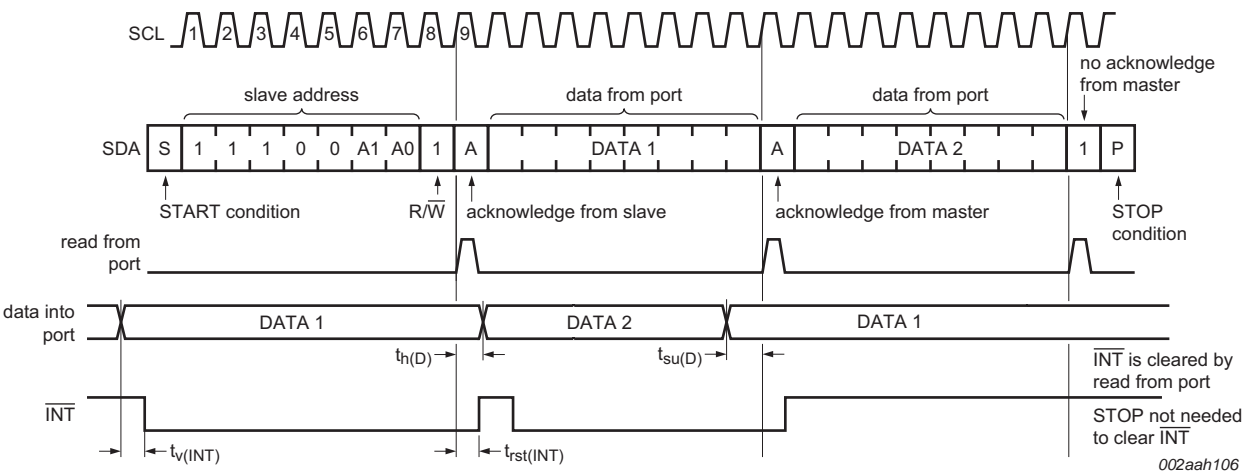 SCL 1 2 3 4 5 6 7 8 9
no acknowledge
from master
slave address data from port data from port
SDA S 1 1 1 0 0 A1 A0 1 A DATA 1 A DATA 2 1 P
START condition R/W̅ acknowledge from slave acknowledge from master STOP
condition
read from
port
data into
port
DATA 1 DATA 2 DATA 1
th(D) tsu(D)
I̅N̅T̅ is cleared by
read from port
I̅N̅T̅
STOP not needed
to clear I̅N̅T̅
tv(INT) trst(INT)
002aah106